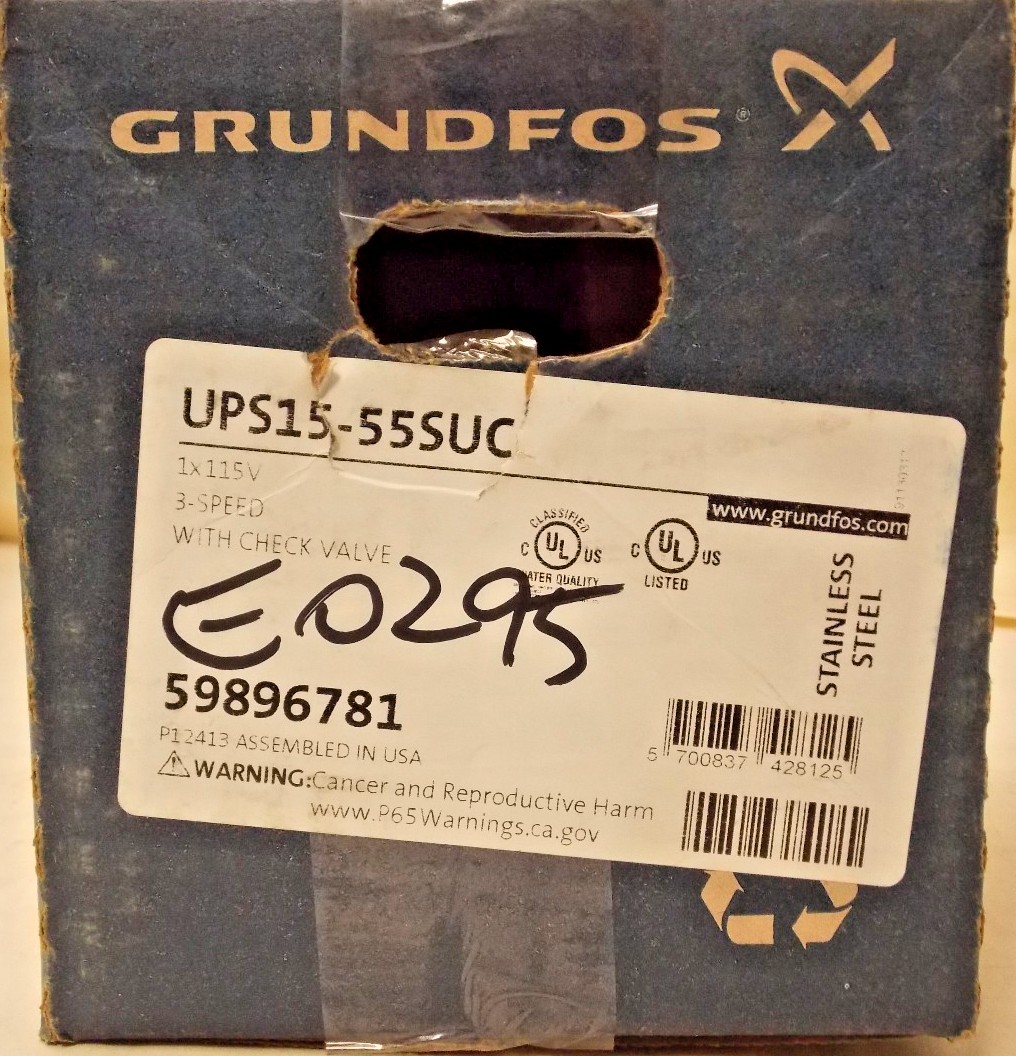 GRUNDFOS®
UPS15-55SUC
1x115V
3-SPEED
WITH CHECK VALVE
www.grundfos.com
CLASSIFIED
C UL US
WATER QUALITY
C UL US
LISTED
STAINLESS
STEEL
E0295
59896781
P12413 ASSEMBLED IN USA
WARNING:Cancer and Reproductive Harm
www.P65Warnings.ca.gov
5 700837 428125